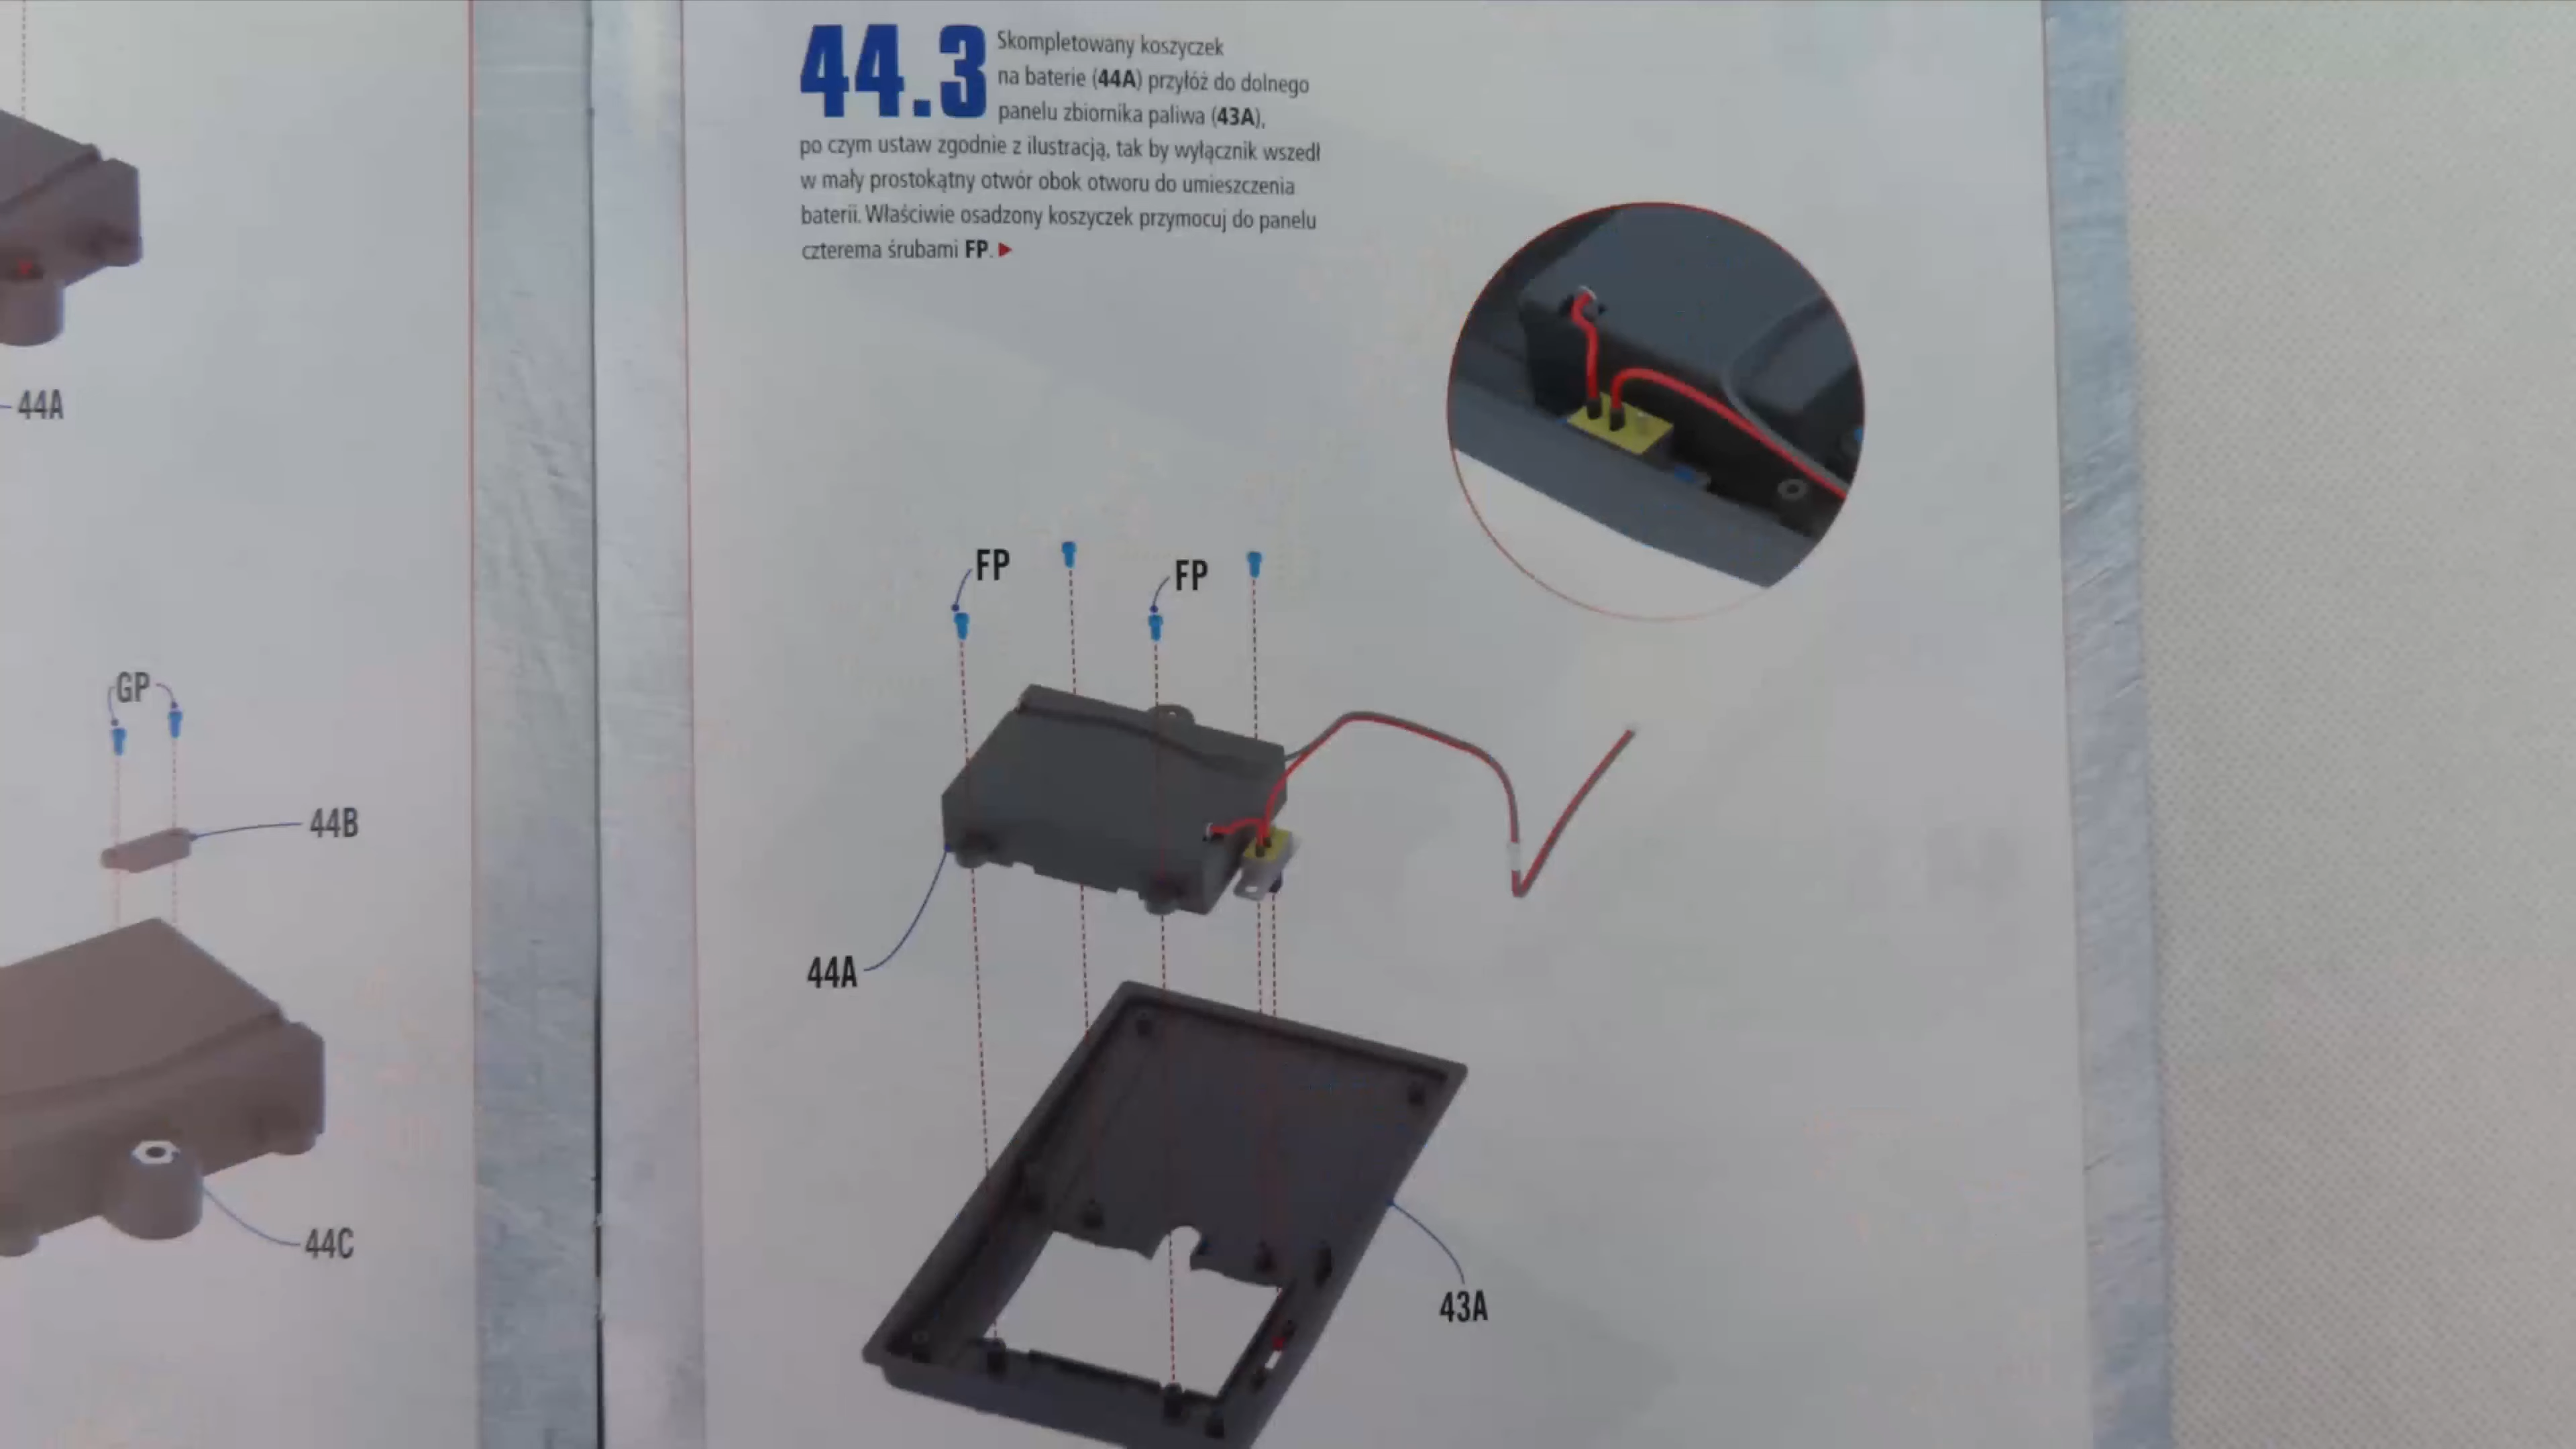 44A
GP
44B
44C
44.3
Skompletowany koszyczek
na baterie (44A) przyłóż do dolnego
panelu zbiornika paliwa (43A),
po czym ustaw zgodnie z ilustracją, tak by wyłącznik wszedł
w mały prostokątny otwór obok otworu do umieszczenia
baterii. Właściwie osadzony koszyczek przymocuj do panelu
czterema śrubami FP.
FP
FP
44A
43A